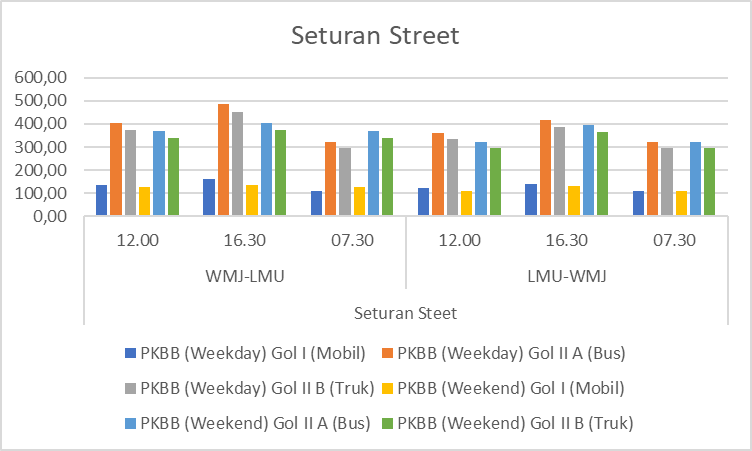 Seturan Street
600,00
500,00
400,00
300,00
200,00
100,00
0,00
12.00 16.30 07.30 12.00 16.30 07.30
WMJ-LMU LMU-WMJ
Seturan Steet
PKBB (Weekday) Gol I (Mobil) PKBB (Weekday) Gol II A (Bus)
PKBB (Weekday) Gol II B (Truk) PKBB (Weekend) Gol I (Mobil)
PKBB (Weekend) Gol II A (Bus) PKBB (Weekend) Gol II B (Truk)